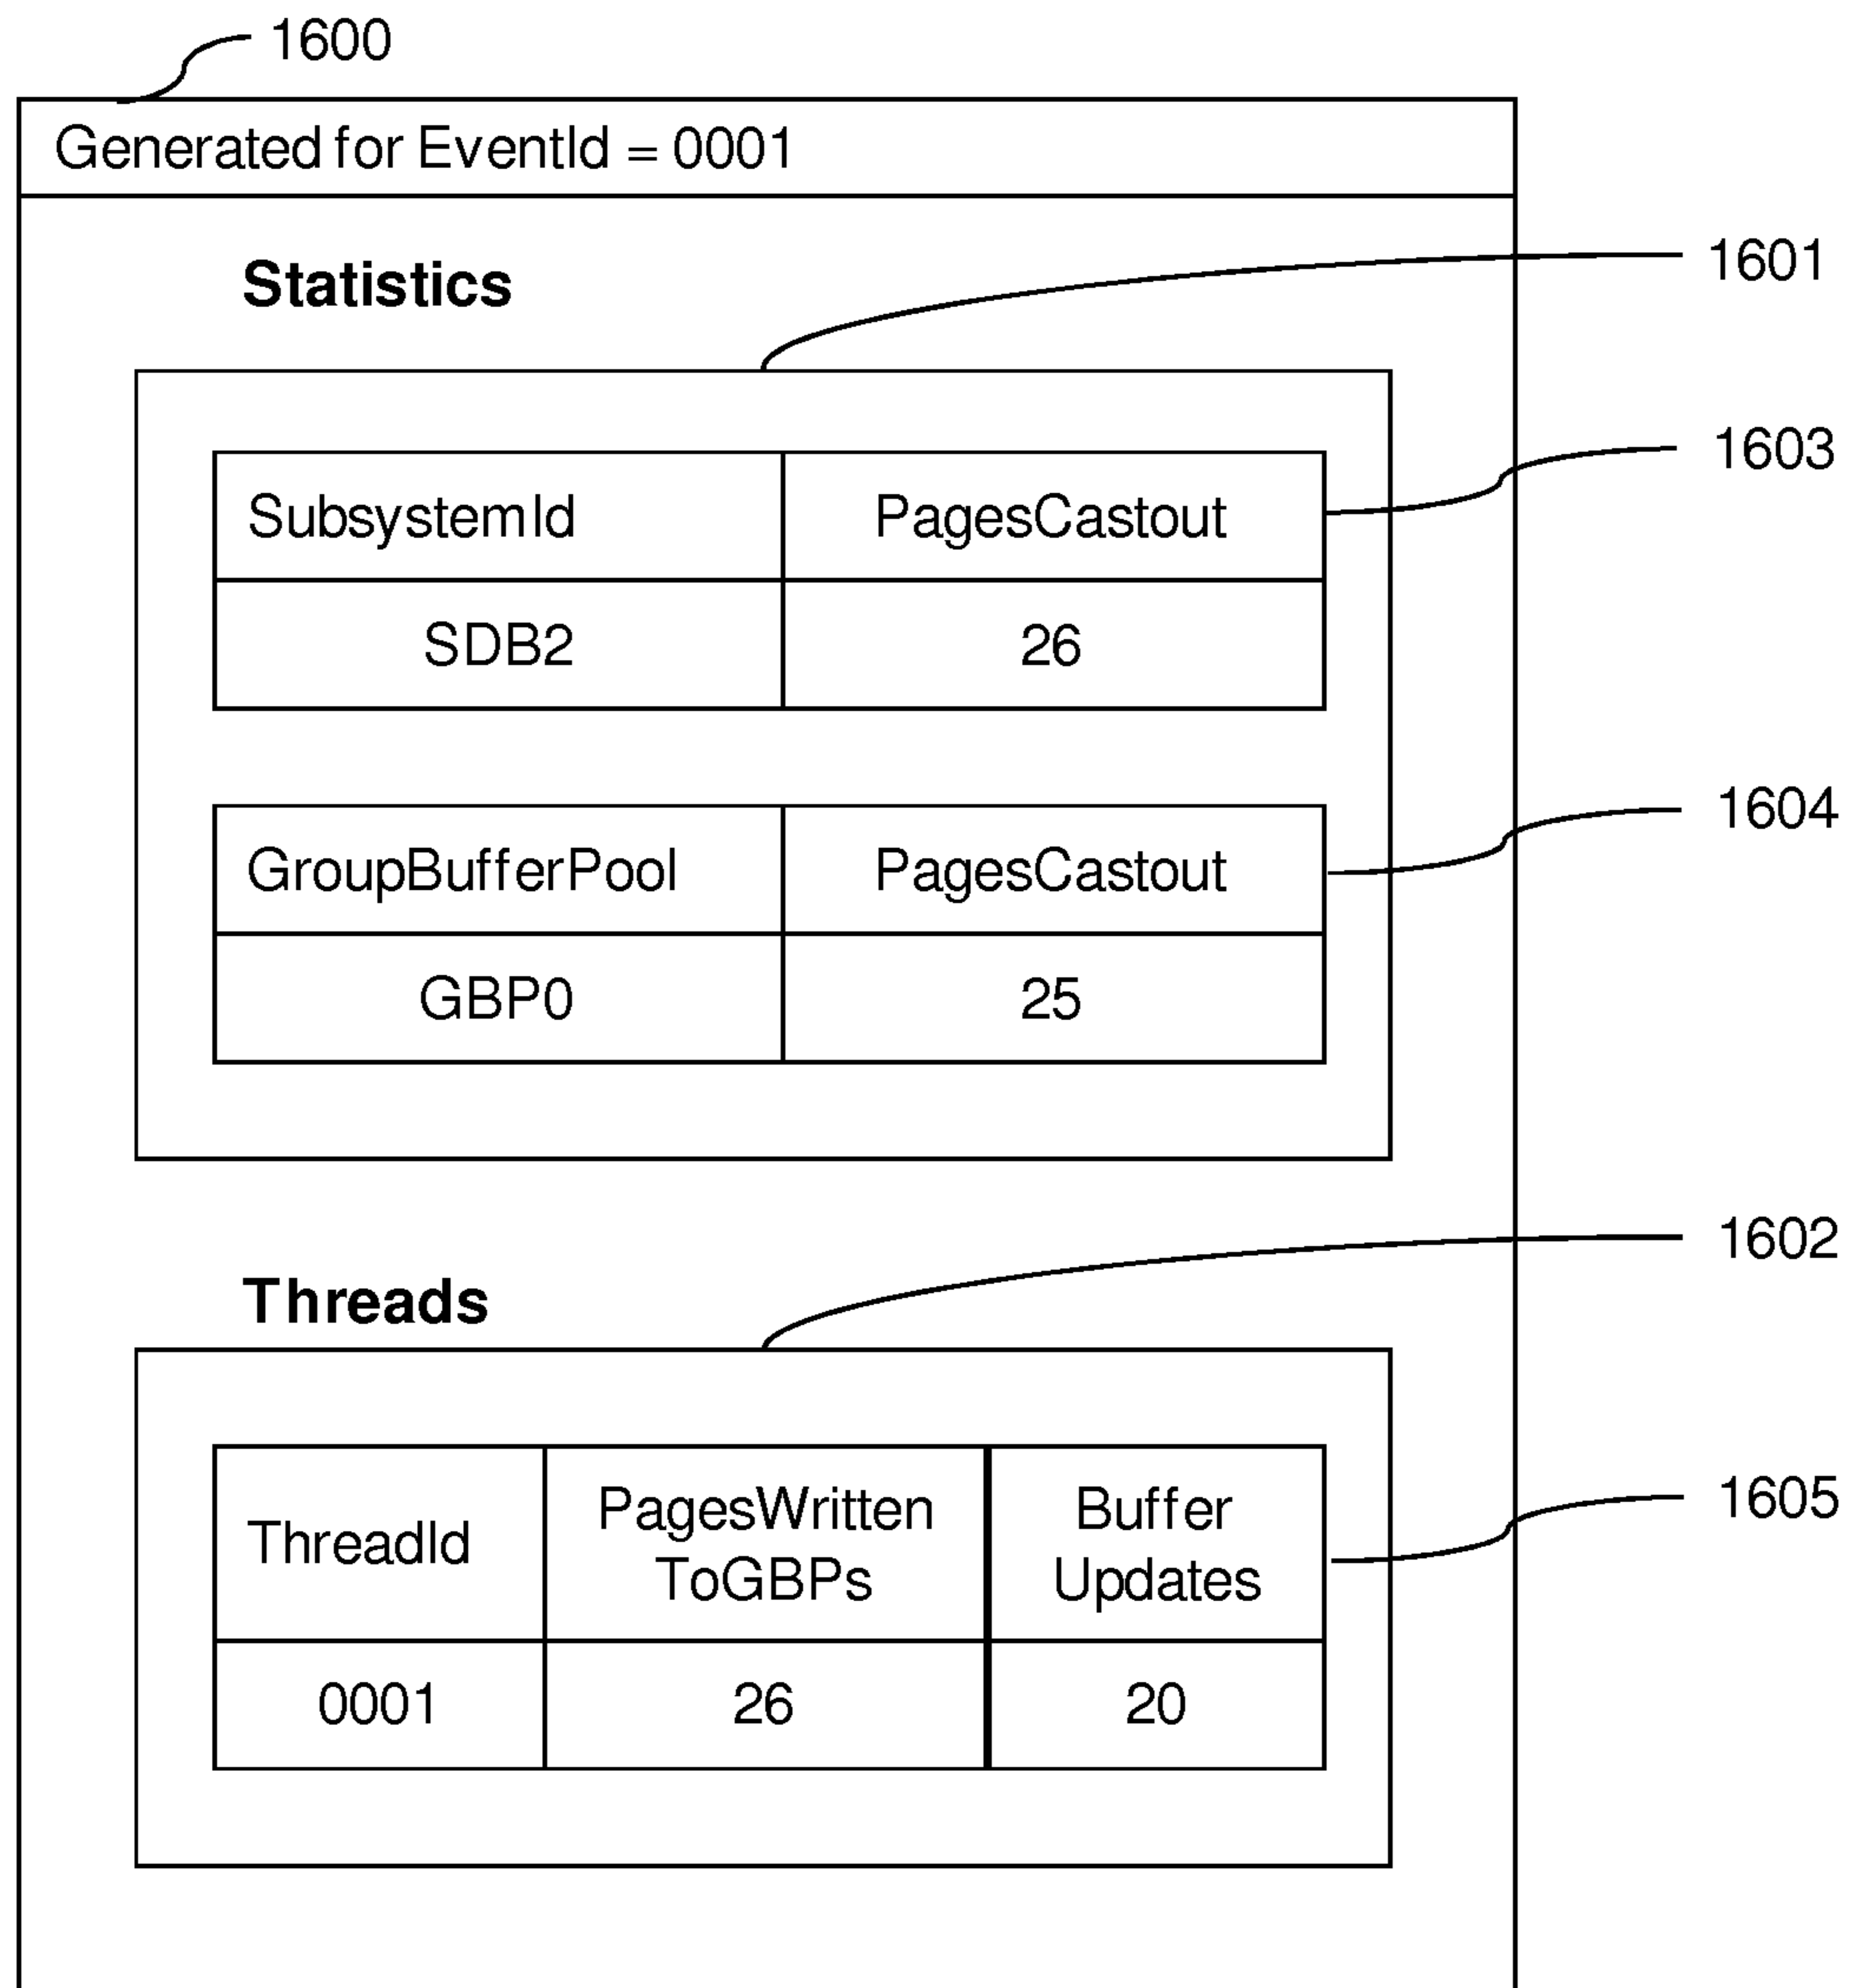 1600
Generated for EventId = 0001
Statistics
1601
SubsystemId PagesCastout
1603
SDB2 26
GroupBufferPool PagesCastout
1604
GBP0 25
Threads
1602
ThreadId
PagesWritten
ToGBPs
Buffer
Updates
1605
0001 26 20